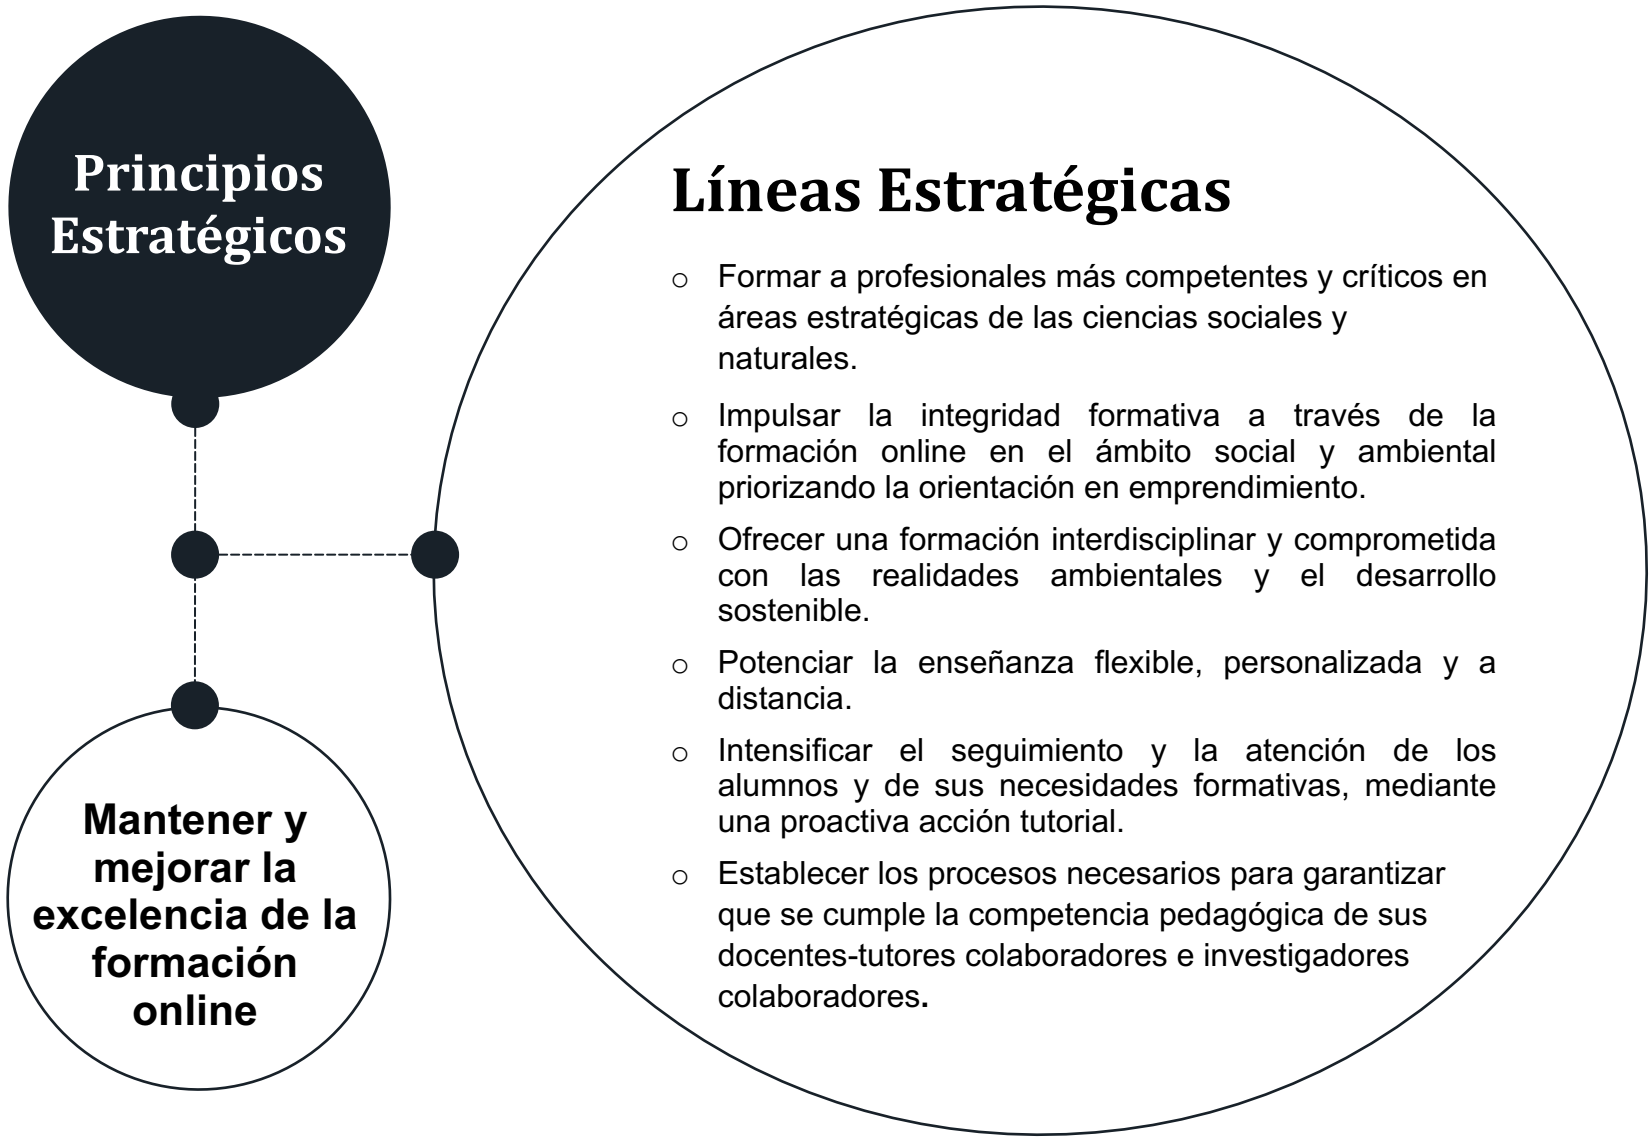 Principios
Estratégicos
Mantener y
mejorar la
excelencia de la
formación
online
Líneas Estratégicas
o Formar a profesionales más competentes y críticos en
áreas estratégicas de las ciencias sociales y
naturales.
o Impulsar la integridad formativa a través de la
formación online en el ámbito social y ambiental
priorizando la orientación en emprendimiento.
o Ofrecer una formación interdisciplinar y comprometida
con las realidades ambientales y el desarrollo
sostenible.
o Potenciar la enseñanza flexible, personalizada y a
distancia.
o Intensificar el seguimiento y la atención de los
alumnos y de sus necesidades formativas, mediante
una proactiva acción tutorial.
o Establecer los procesos necesarios para garantizar
que se cumple la competencia pedagógica de sus
docentes-tutores colaboradores e investigadores
colaboradores.